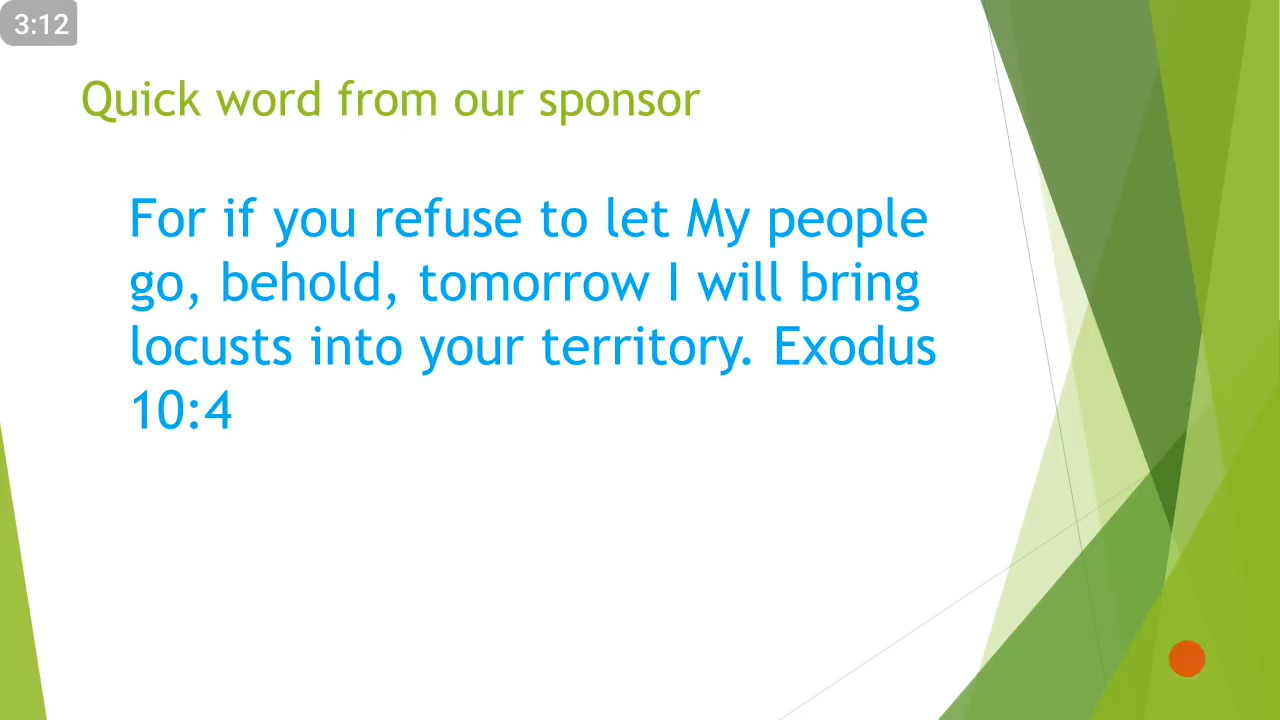 3:12
Quick word from our sponsor
For if you refuse to let My people
go, behold, tomorrow I will bring
locusts into your territory. Exodus
10:4